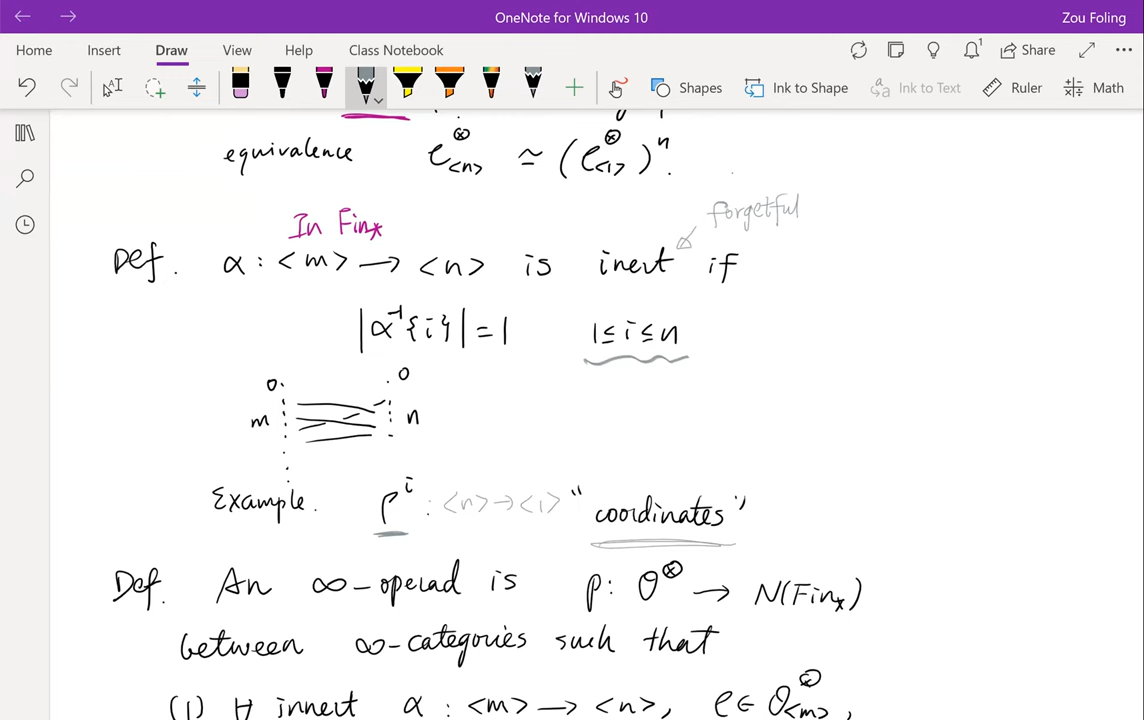 OneNote for Windows 10
Zou Foling
Home Insert Draw View Help Class Notebook
Share
Shapes Ink to Shape Ink to Text Ruler Math
equivalence 𝒞^⊗_<n> ≃ (𝒞^⊗_<1>)^n.
forgetful
In Fin*
Def. α : <m> → <n> is inert if
|α⁻¹{i}| = 1 1≤i≤n
0 0
m n
Example. ρ^i : <n> → <1> "coordinates"
Def. An ∞-operad is p: O^⊗ → N(Fin*)
between ∞-categories such that
(1) ∀ innert α : <m> → <n>, e ∈ O^⊗_<m>,